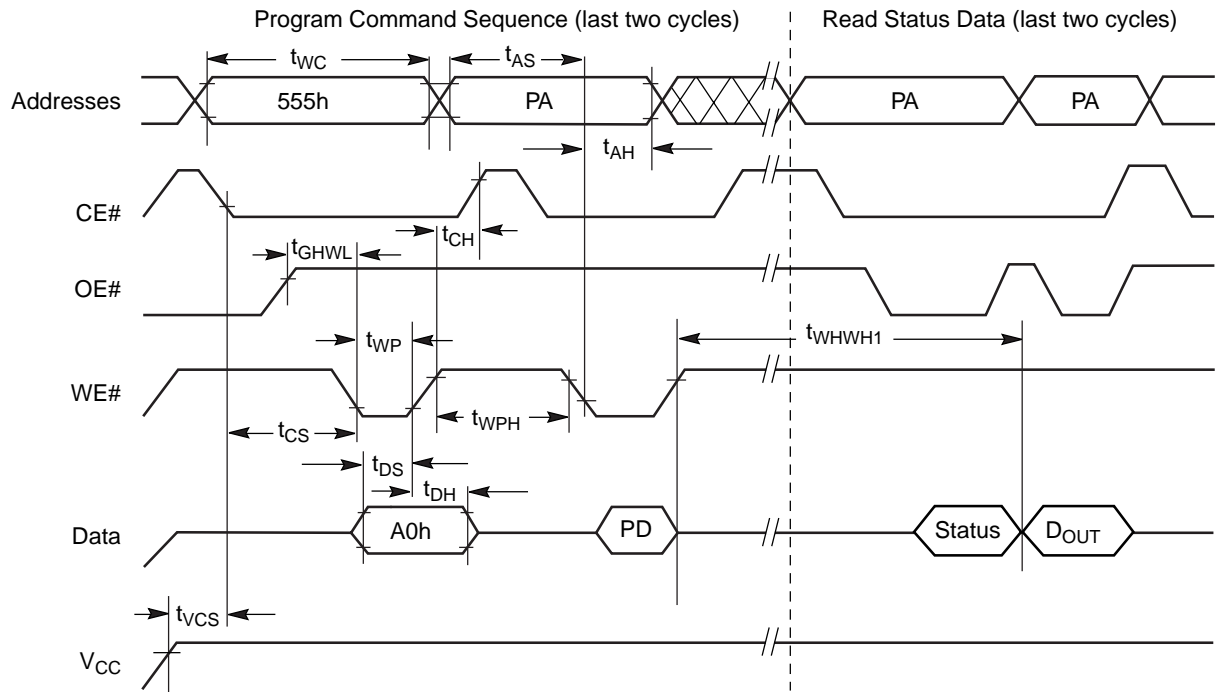 Program Command Sequence (last two cycles)
Read Status Data (last two cycles)
tWC
tAS
Addresses
555h
PA
PA
PA
tAH
CE#
tGHWL
tCH
OE#
tWP
tWHWH1
WE#
tCS
tWPH
tDS
tDH
Data
A0h
PD
Status
DOUT
tVCS
VCC